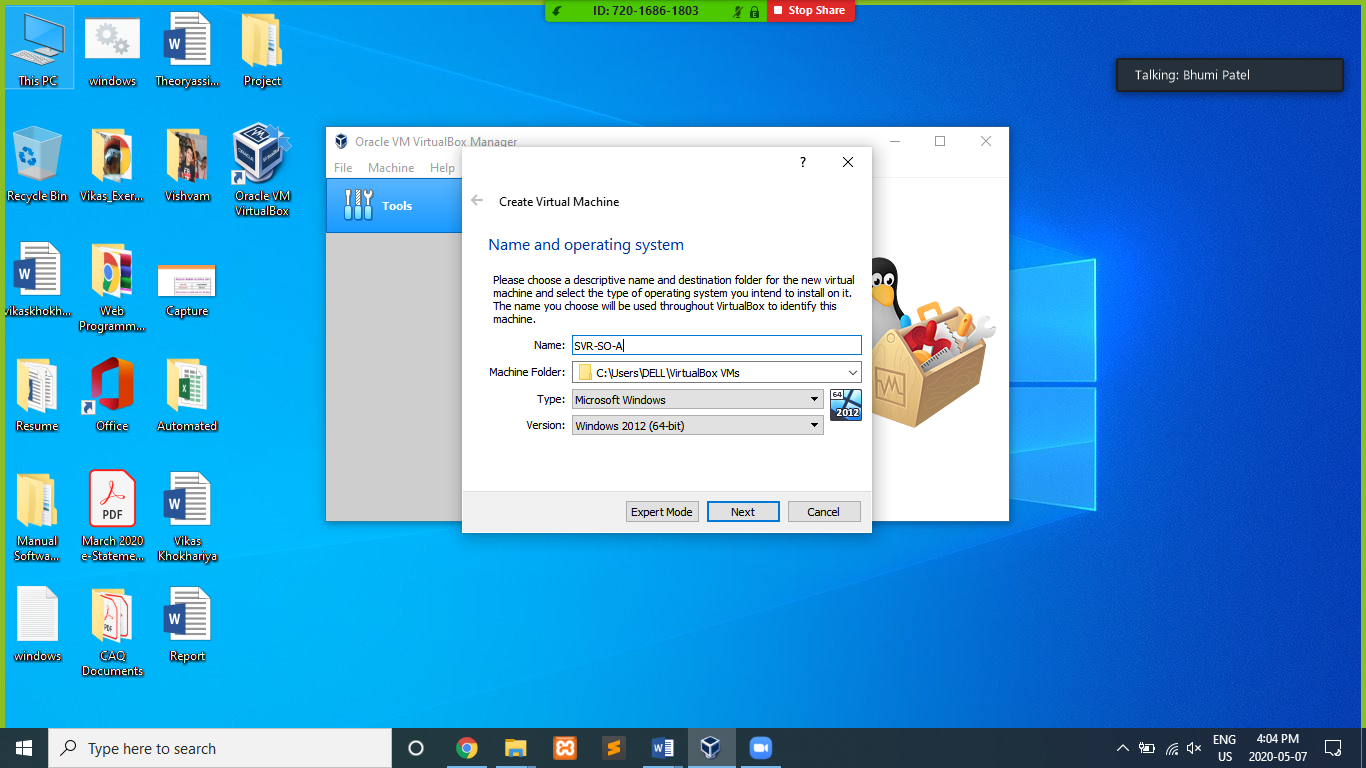 ID: 720-1686-1803
Stop Share
Talking: Bhumi Patel
This PC
windows
Theoryassi...
Project
Recycle Bin
Vikas_Exer...
Vishvam
Oracle VM
VirtualBox
vikaskhokh...
Web
Programm...
Capture
Resume
Office
Automated
Manual
Softwa...
PDF
March 2020
e-Stateme...
Vikas
Khokhariya
windows
CAQ
Documents
Report
Oracle VM VirtualBox Manager
File Machine Help
Tools
? 
Create Virtual Machine
Name and operating system
Please choose a descriptive name and destination folder for the new virtual
machine and select the type of operating system you intend to install on it.
The name you choose will be used throughout VirtualBox to identify this
machine.
Name: SVR-SO-A
Machine Folder: C:\Users\DELL\VirtualBox VMs
Type: Microsoft Windows
64
2012
Version: Windows 2012 (64-bit)
Expert Mode
Next
Cancel
Type here to search
ENG
US
4:04 PM
2020-05-07